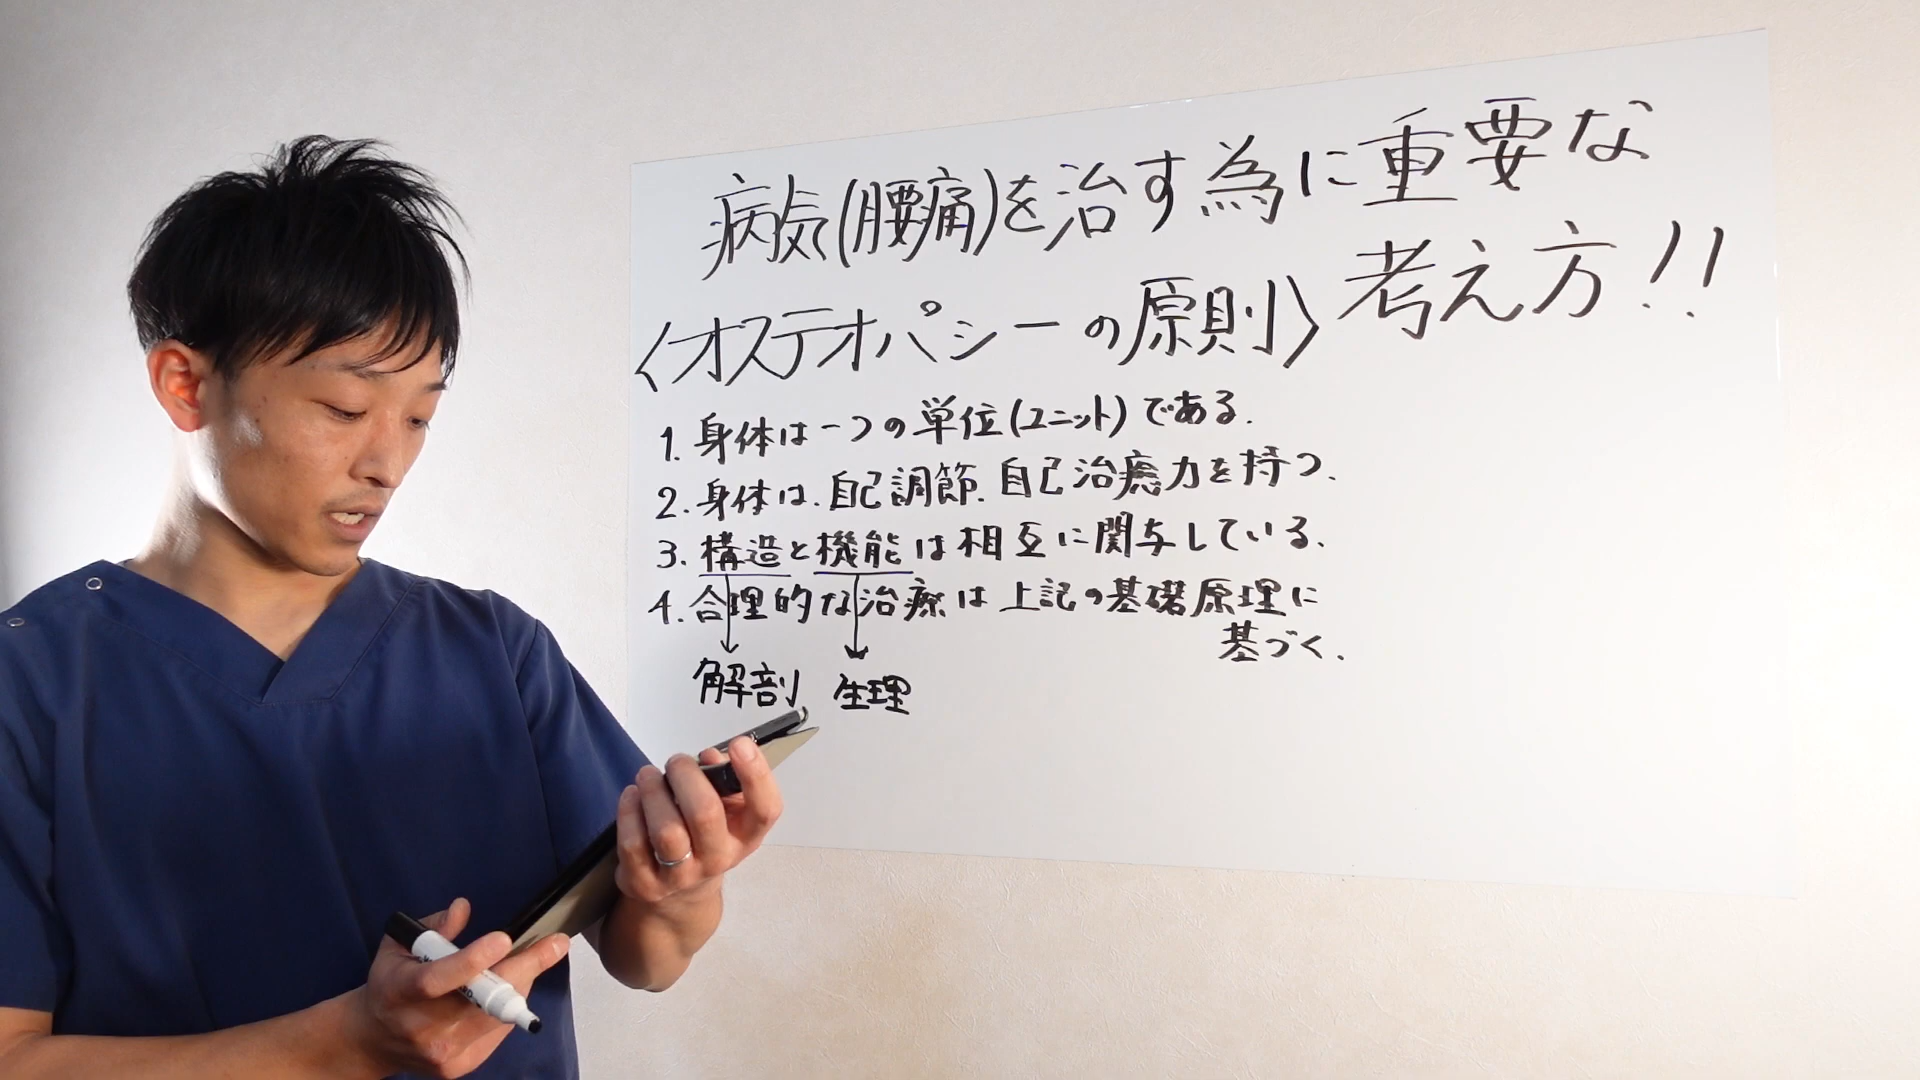 病気(腰痛)を治す為に重要な
考え方!!
〈オステオパシーの原則〉
1. 身体は一つの単位(ユニット)である.
2. 身体は.自己調節.自己治癒力を持つ.
3. 構造と機能は相互に関与している.
4. 合理的な治療は上記の基礎原理に
基づく.
解剖 生理